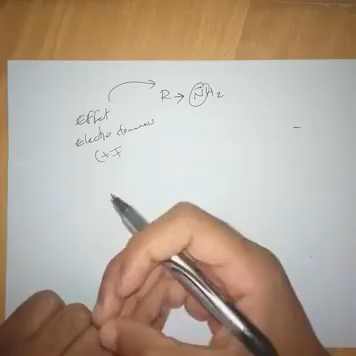 R → NH2
Effet
Electro donneur
(+I